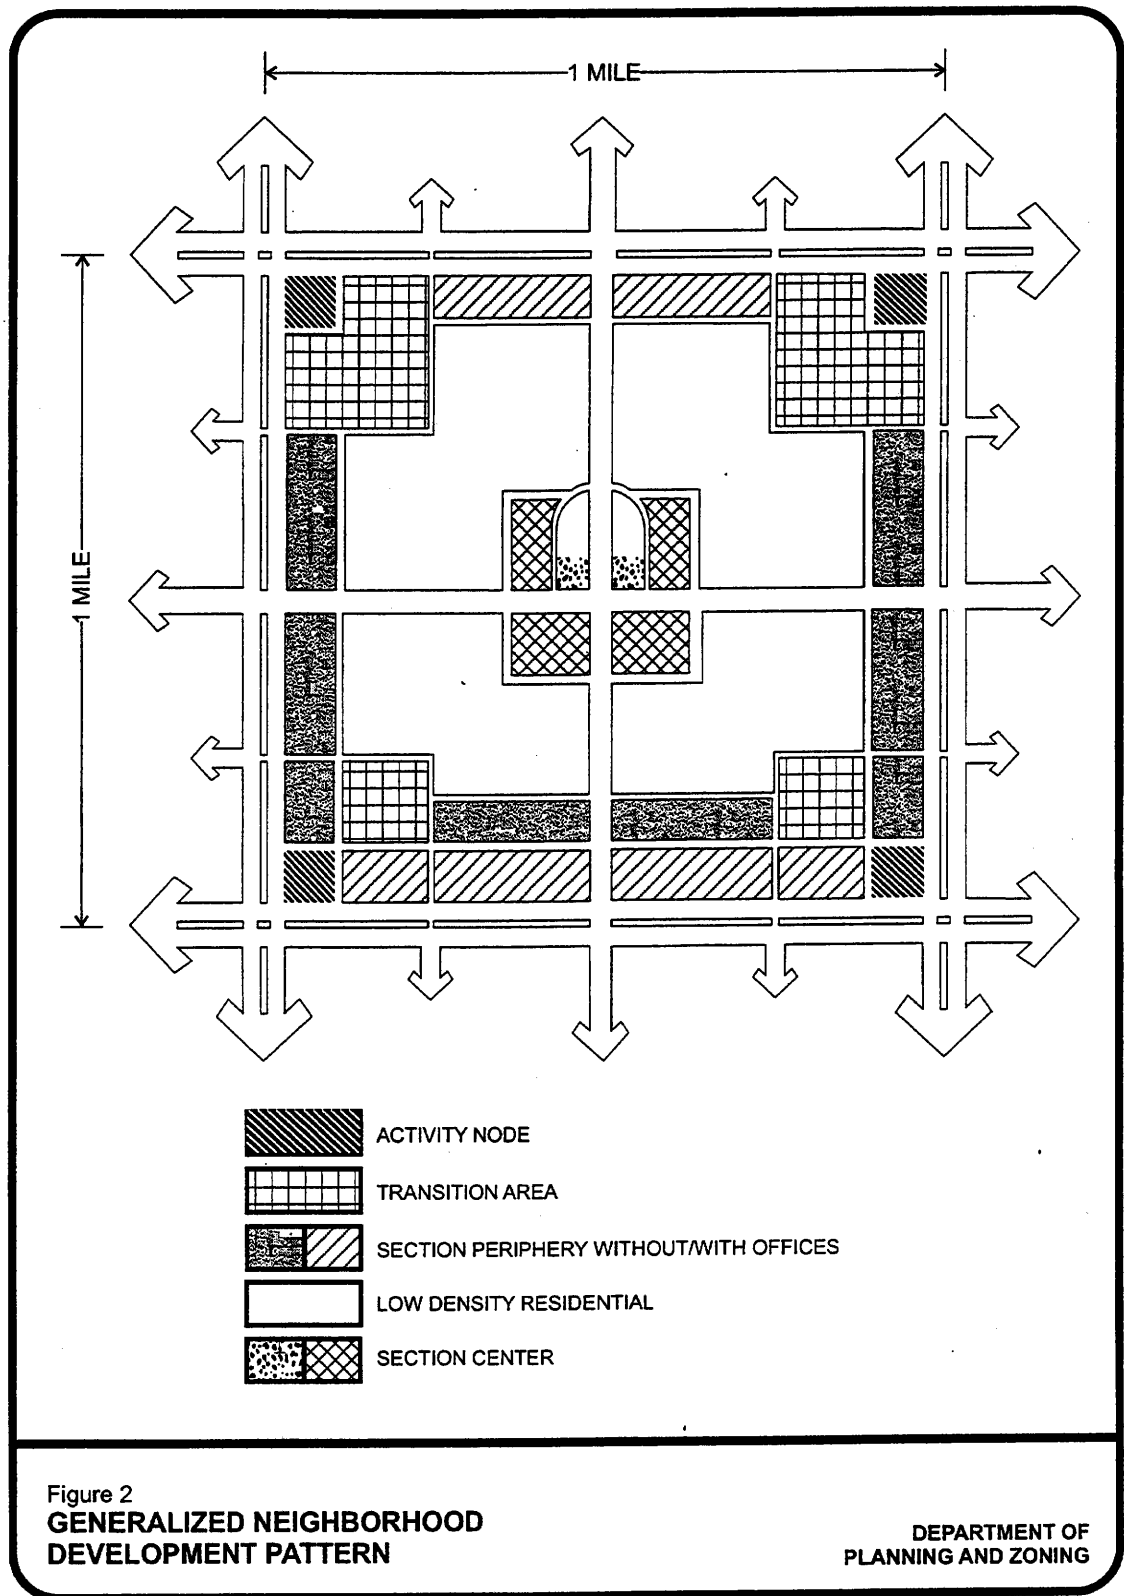 1 MILE
1 MILE
ACTIVITY NODE
TRANSITION AREA
SECTION PERIPHERY WITHOUT/WITH OFFICES
LOW DENSITY RESIDENTIAL
SECTION CENTER
Figure 2
GENERALIZED NEIGHBORHOOD
DEVELOPMENT PATTERN
DEPARTMENT OF
PLANNING AND ZONING